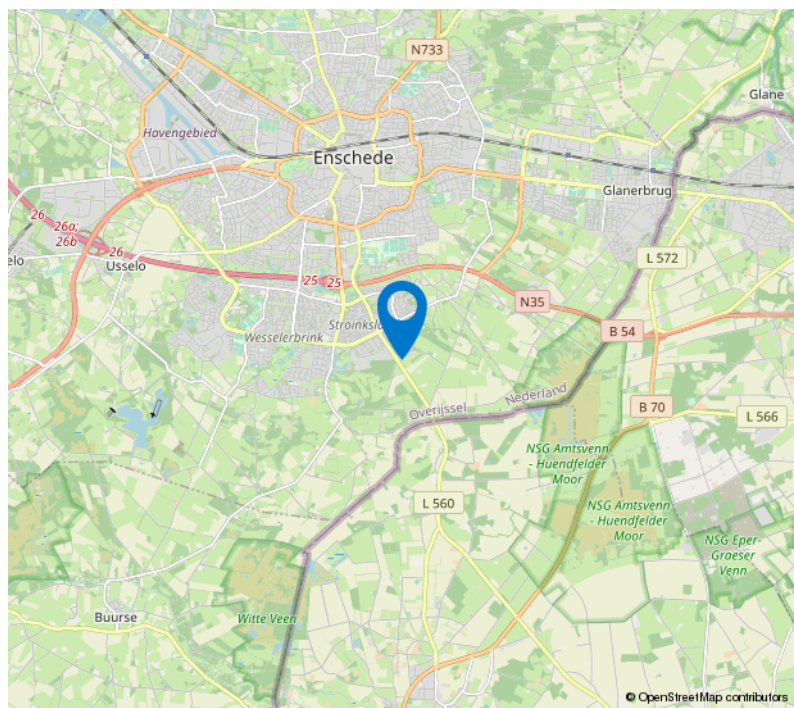 N733
Glane
Havengebied
Enschede
Glanerbrug
26
26a;
26b
26
Usselo
L 572
25
25
N35
Stroinksl
Wesselerbrink
B 54
Nederland
Overijssel
B 70
L 566
NSG Amtsvenn
- Huendfelder
Moor
L 560
NSG Amtsvenn
- Huendfelder
Moor
NSG Eper-
Graeser
Venn
Buurse
Witte Veen
© OpenStreetMap contributors